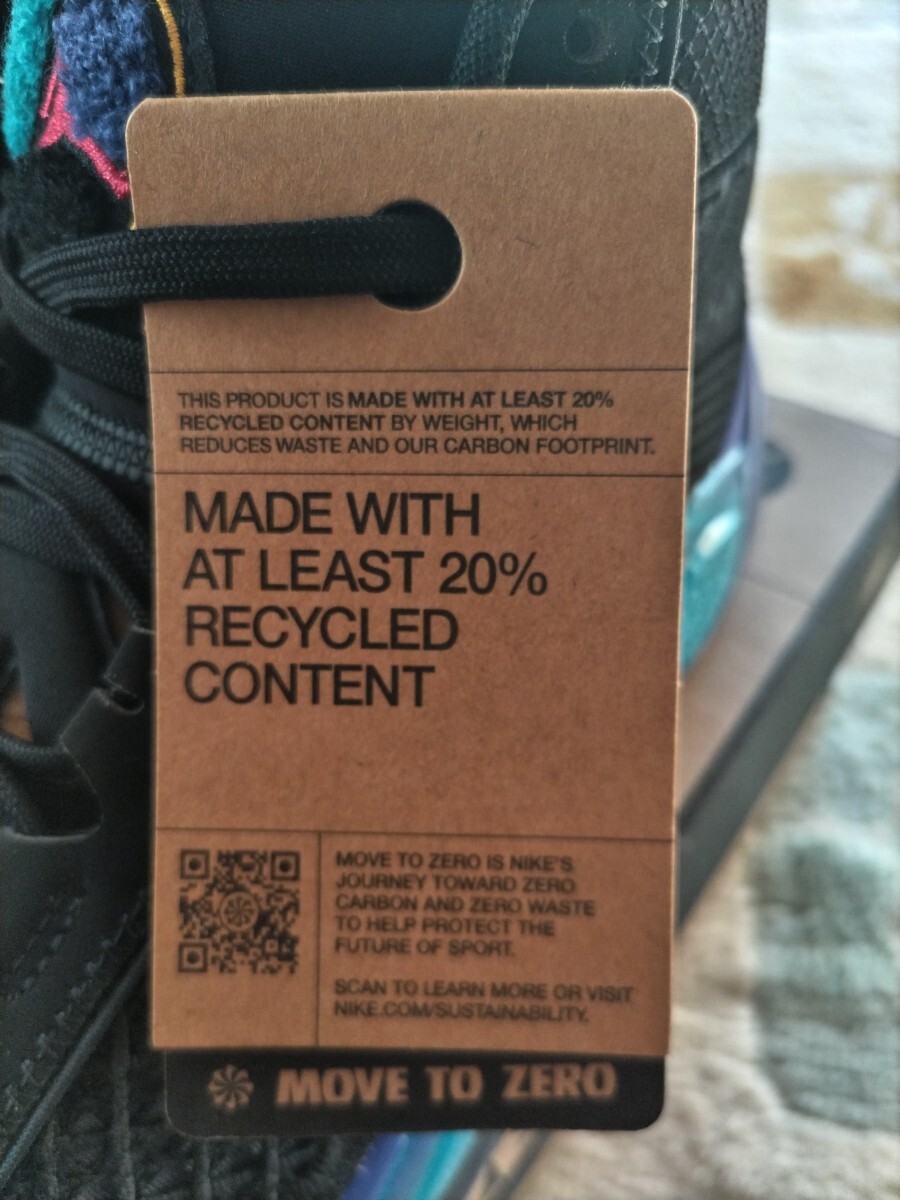 THIS PRODUCT IS MADE WITH AT LEAST 20%
RECYCLED CONTENT BY WEIGHT, WHICH
REDUCES WASTE AND OUR CARBON FOOTPRINT.
MADE WITH
AT LEAST 20%
RECYCLED
CONTENT
MOVE TO ZERO IS NIKE'S
JOURNEY TOWARD ZERO
CARBON AND ZERO WASTE
TO HELP PROTECT THE
FUTURE OF SPORT.
SCAN TO LEARN MORE OR VISIT
NIKE.COM/SUSTAINABILITY.
MOVE TO ZERO